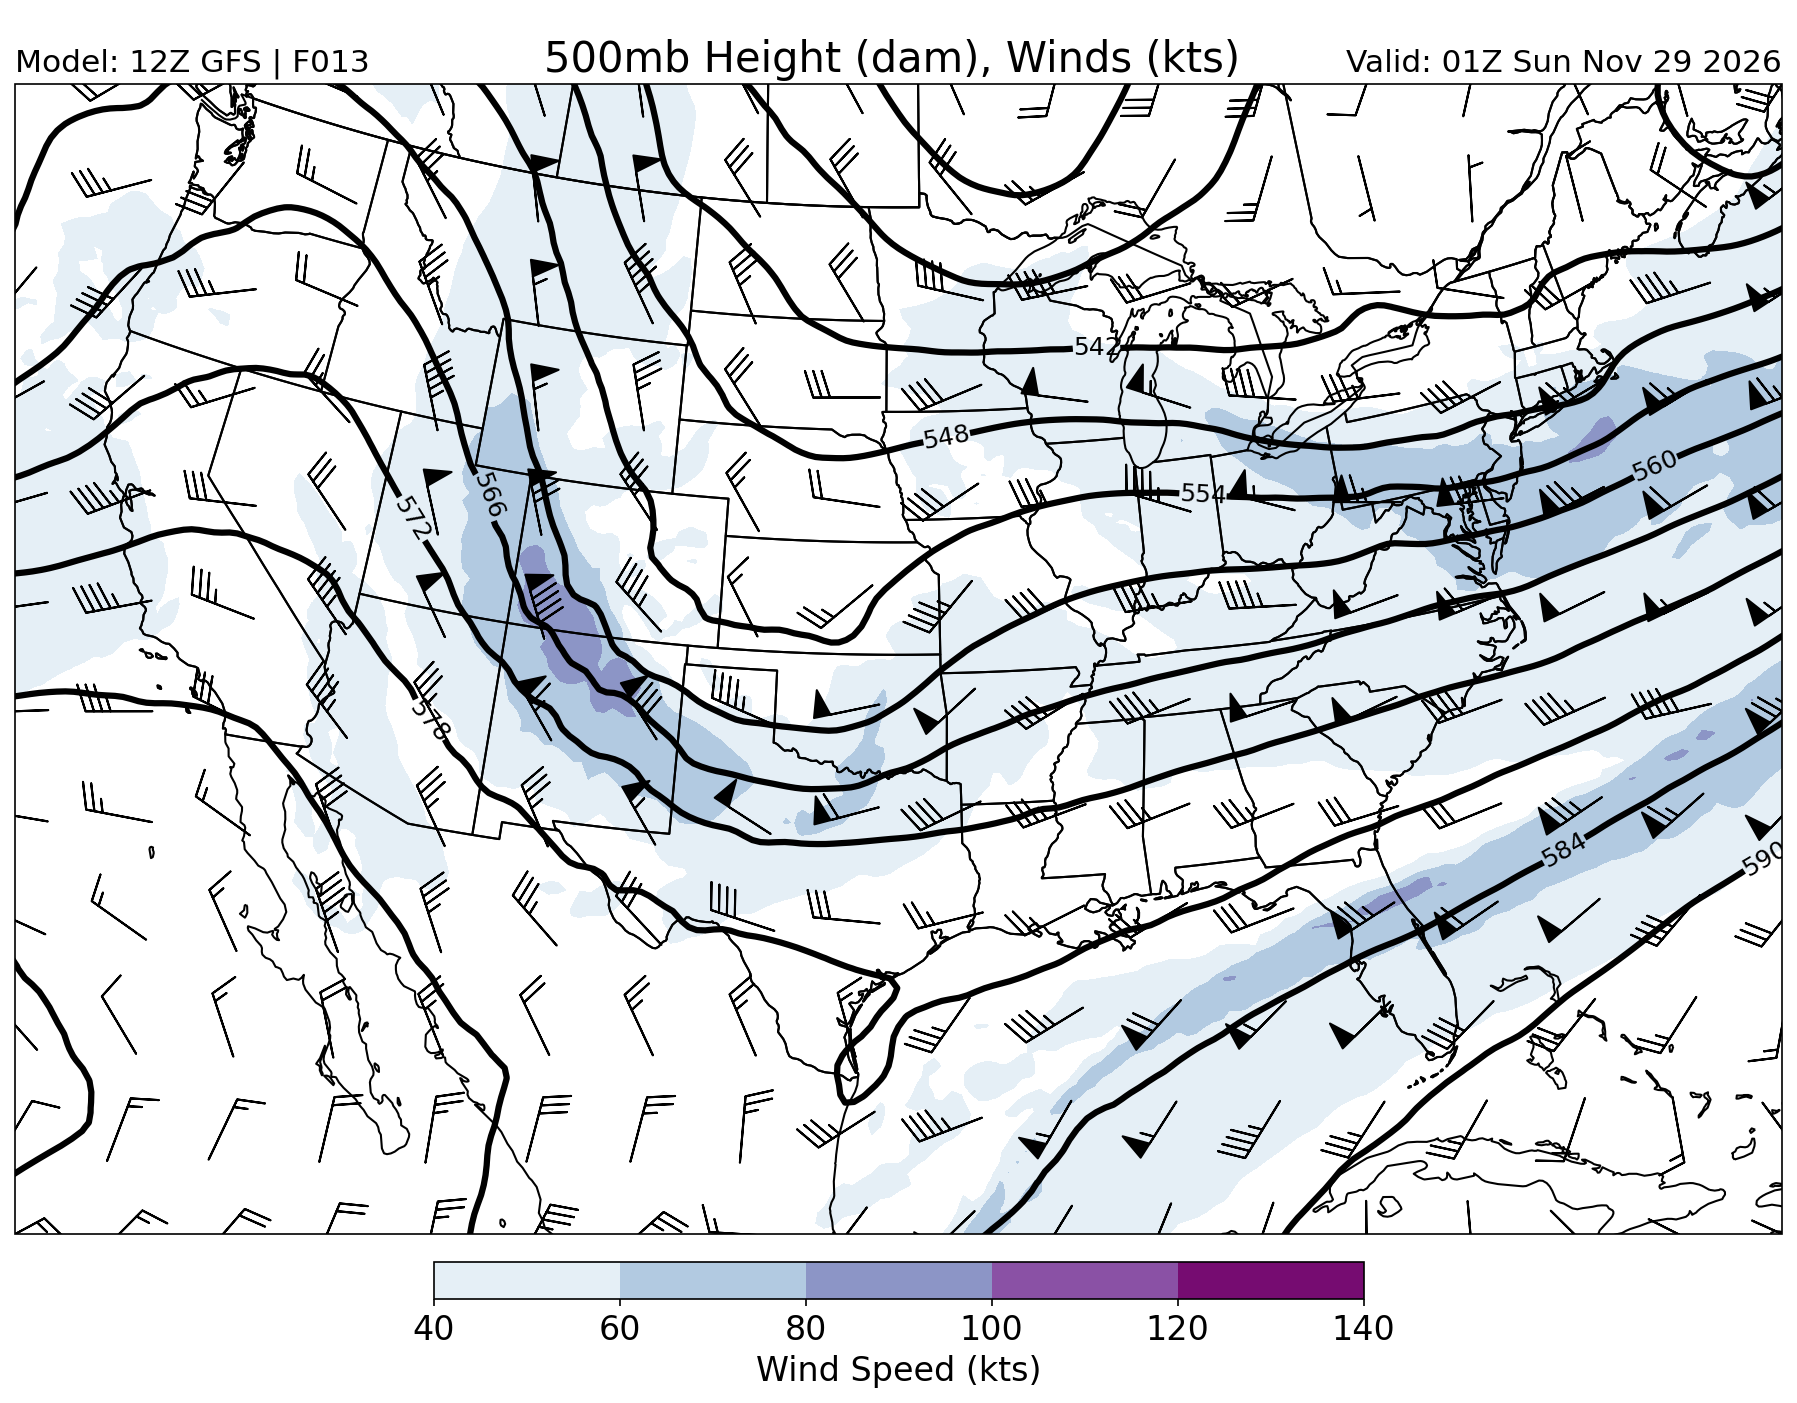 Model: 12Z GFS | F013
500mb Height (dam), Winds (kts)
Valid: 01Z Sun Nov 29 2026
542
548
554
560
566
572
578
584
590
40 60 80 100 120 140
Wind Speed (kts)